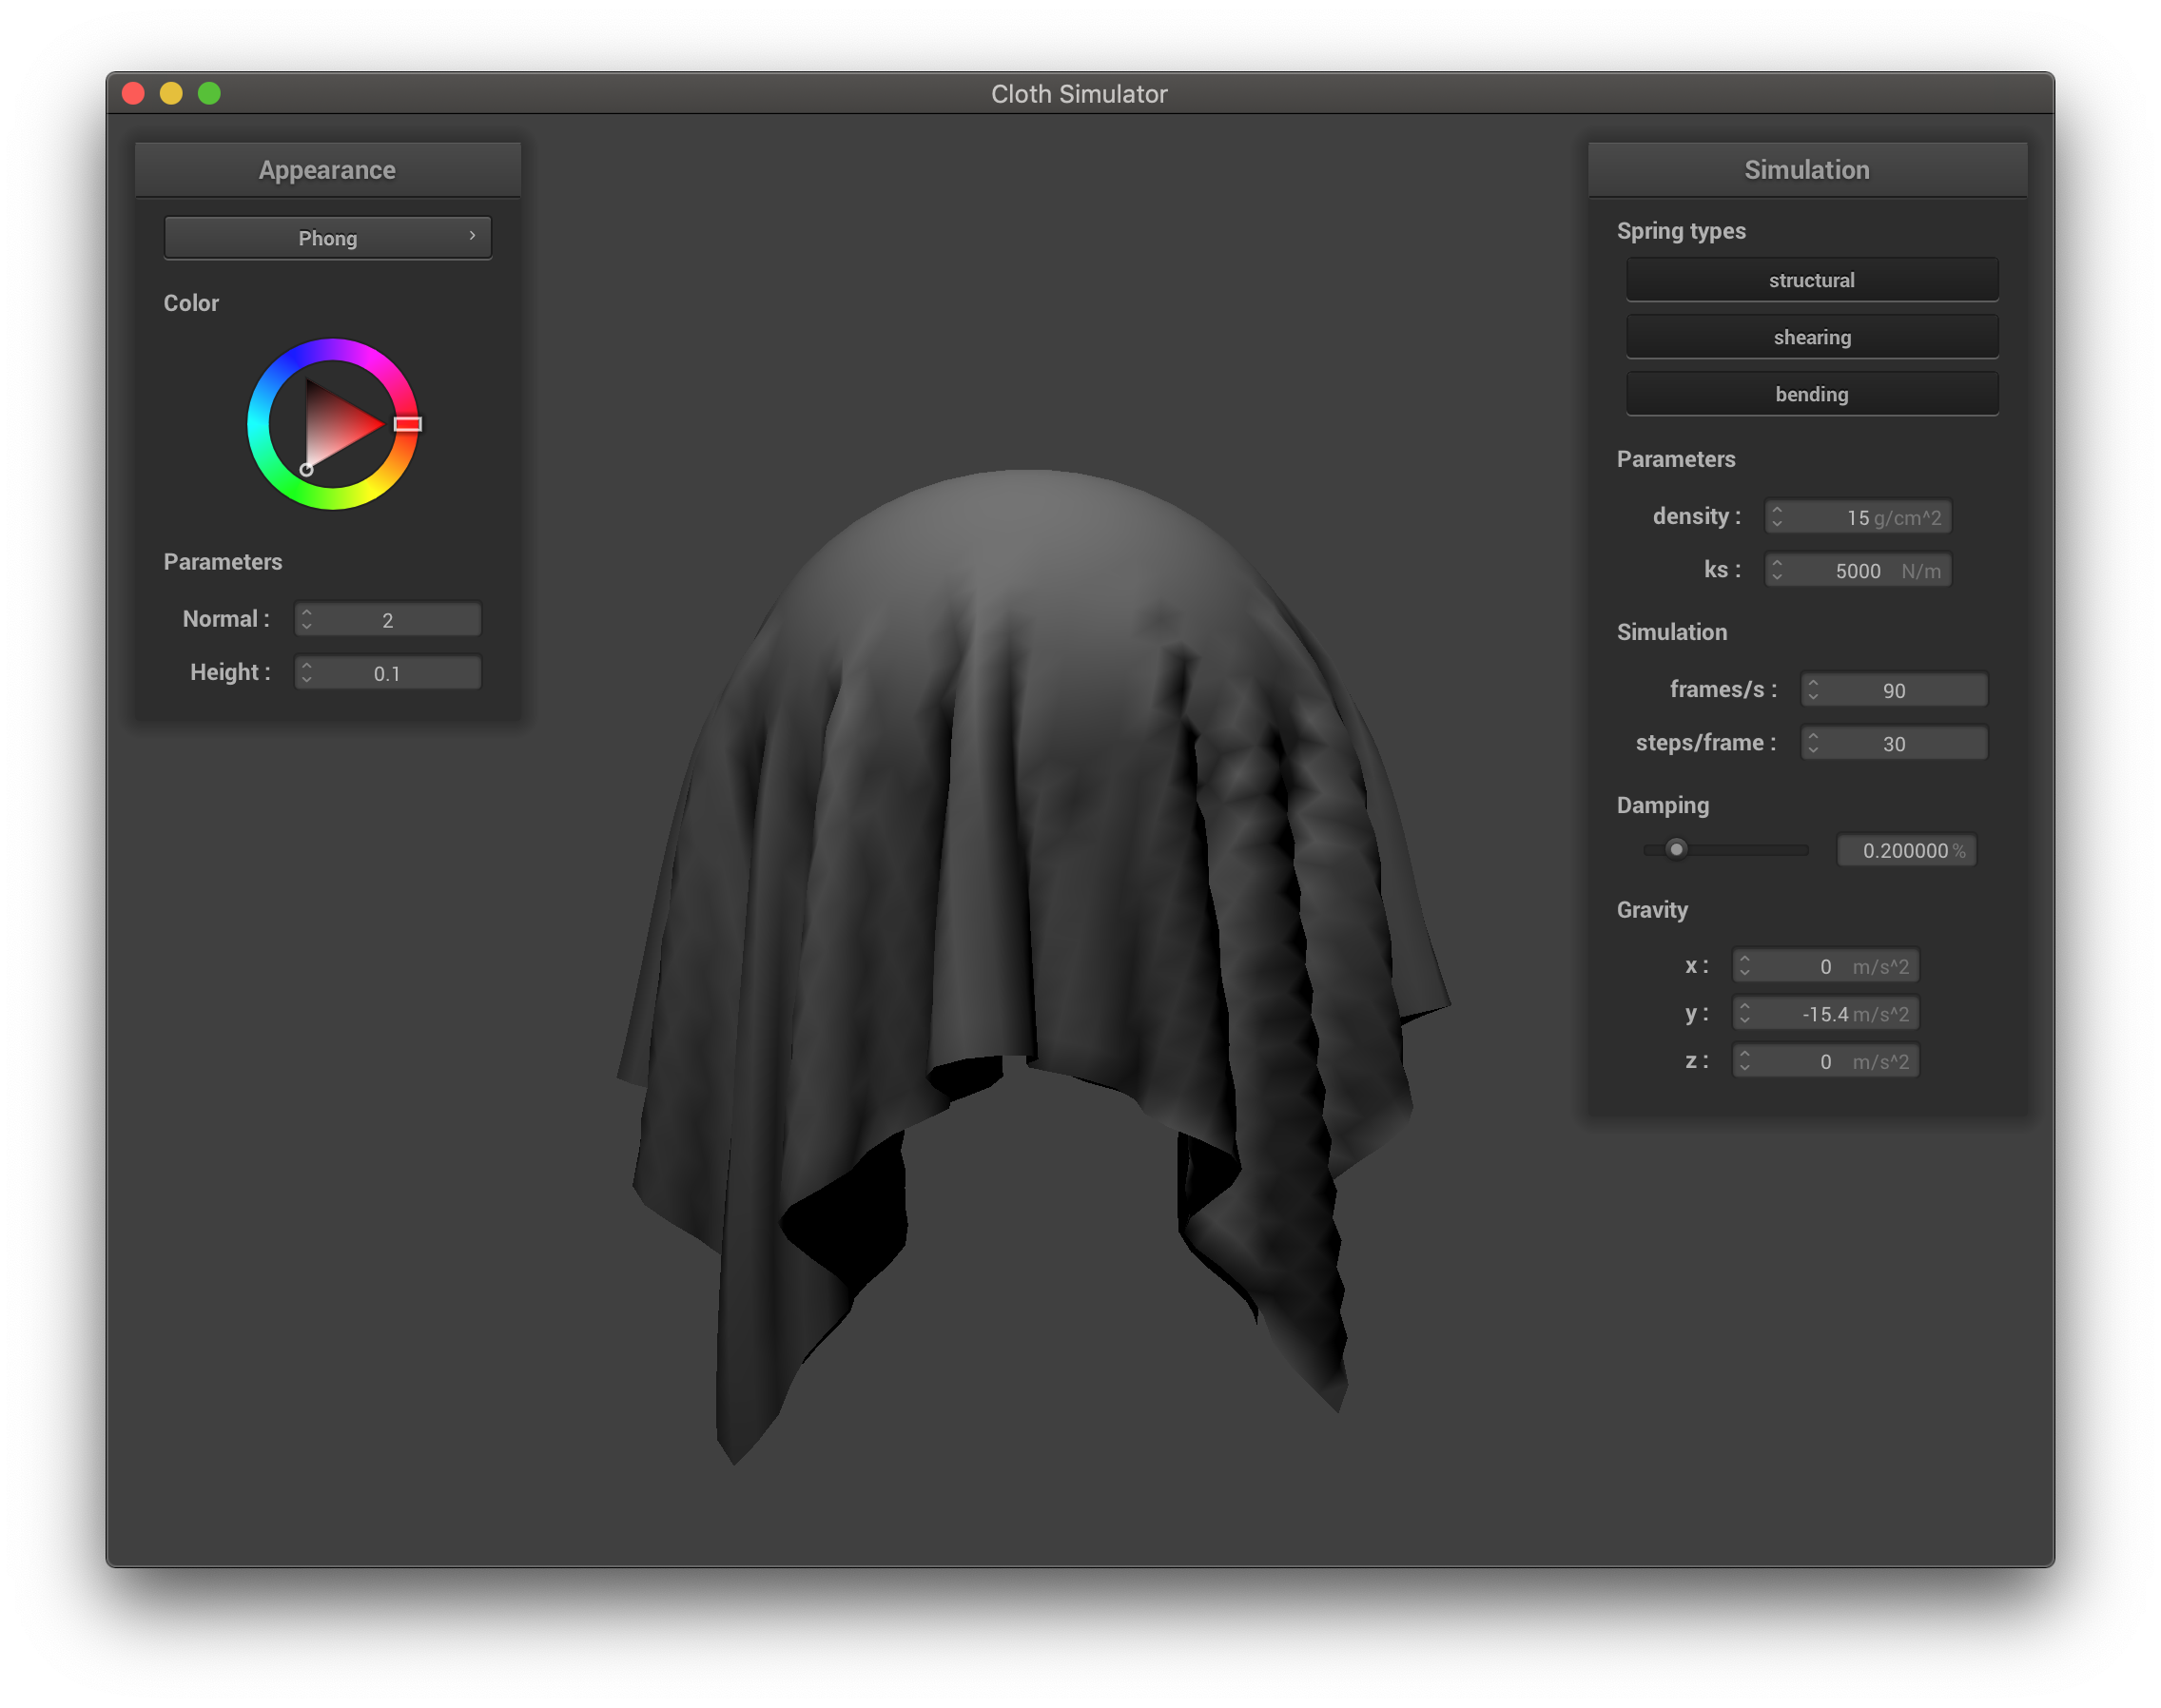 Cloth Simulator
Appearance
Phong
Color
Parameters
Normal : 2
Height : 0.1
Simulation
Spring types
structural
shearing
bending
Parameters
density : 15 g/cm^2
ks : 5000 N/m
Simulation
frames/s : 90
steps/frame : 30
Damping
0.200000 %
Gravity
x : 0 m/s^2
y : -15.4 m/s^2
z : 0 m/s^2